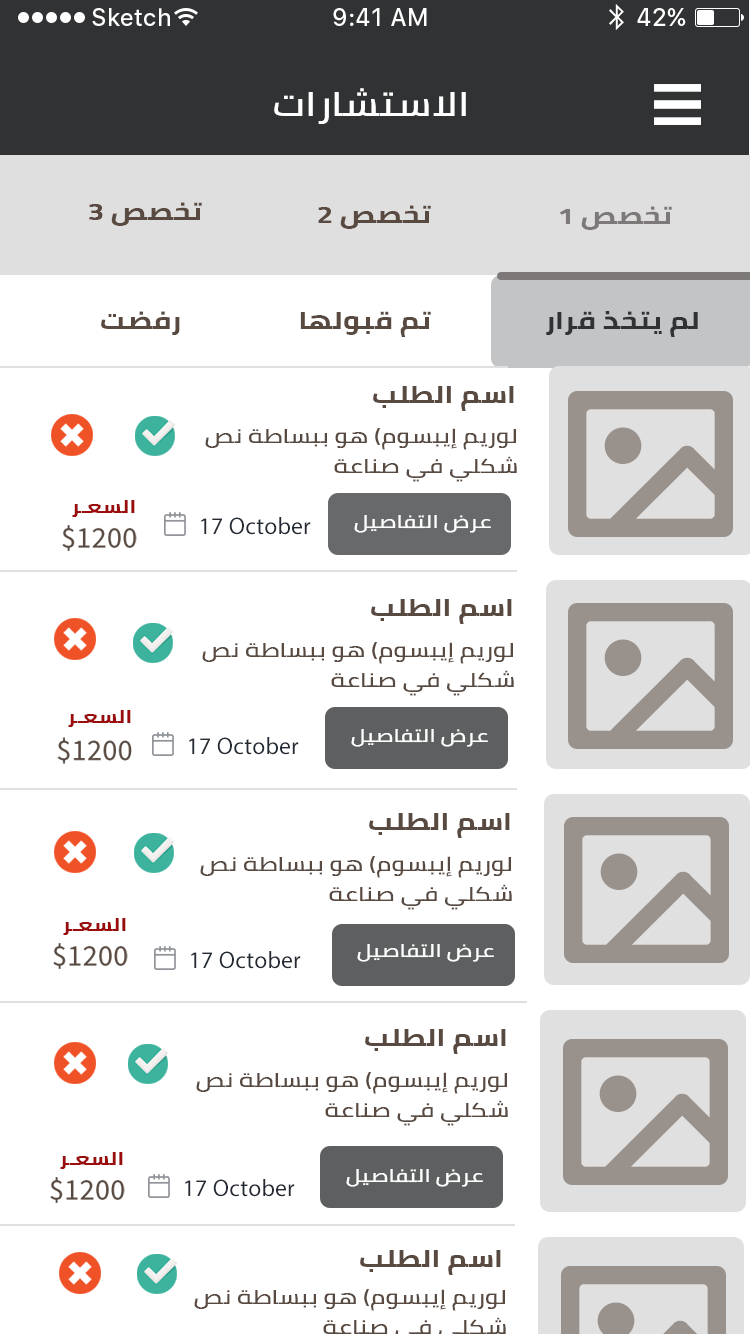 Sketch 9:41 AM 42%
الاستشارات
تخصص 1 تخصص 2 تخصص 3
لم يتخذ قرار تم قبولها رفضت
اسم الطلب
لوريم إيبسوم) هو ببساطة نص
شكلي في صناعة
السعر
عرض التفاصيل 17 October $1200
اسم الطلب
لوريم إيبسوم) هو ببساطة نص
شكلي في صناعة
السعر
عرض التفاصيل 17 October $1200
اسم الطلب
لوريم إيبسوم) هو ببساطة نص
شكلي في صناعة
السعر
عرض التفاصيل 17 October $1200
اسم الطلب
لوريم إيبسوم) هو ببساطة نص
شكلي في صناعة
السعر
عرض التفاصيل 17 October $1200
اسم الطلب
لوريم إيبسوم) هو ببساطة نص
شكلي في صناعة